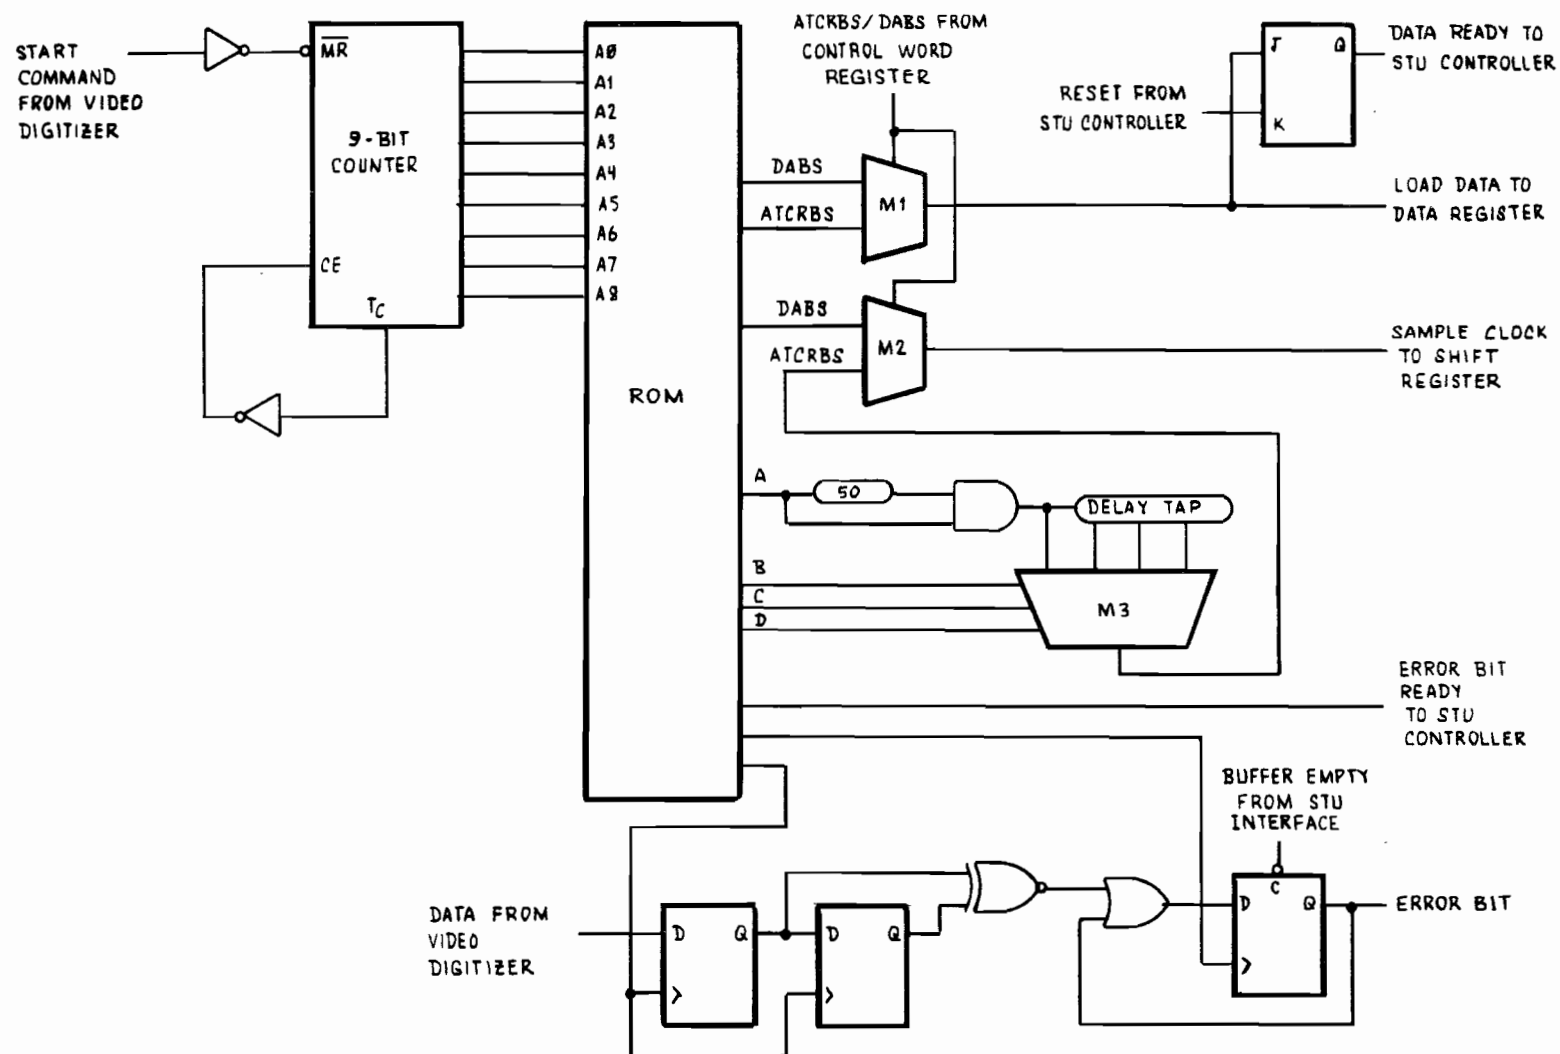 START
COMMAND
FROM VIDEO
DIGITIZER
MR
9-BIT
COUNTER
CE
TC
A0
A1
A2
A3
A4
A5
A6
A7
A8
ROM
ATCRBS/DABS FROM
CONTROL WORD
REGISTER
DABS
ATCRBS
M1
DABS
ATCRBS
M2
RESET FROM
STU CONTROLLER
J
Q
K
DATA READY TO
STU CONTROLLER
LOAD DATA TO
DATA REGISTER
SAMPLE CLOCK
TO SHIFT
REGISTER
A
50
DELAY TAP
B
C
D
M3
ERROR BIT
READY
TO STU
CONTROLLER
BUFFER EMPTY
FROM STU
INTERFACE
DATA FROM
VIDEO
DIGITIZER
D
Q
D
Q
C
D
Q
ERROR BIT